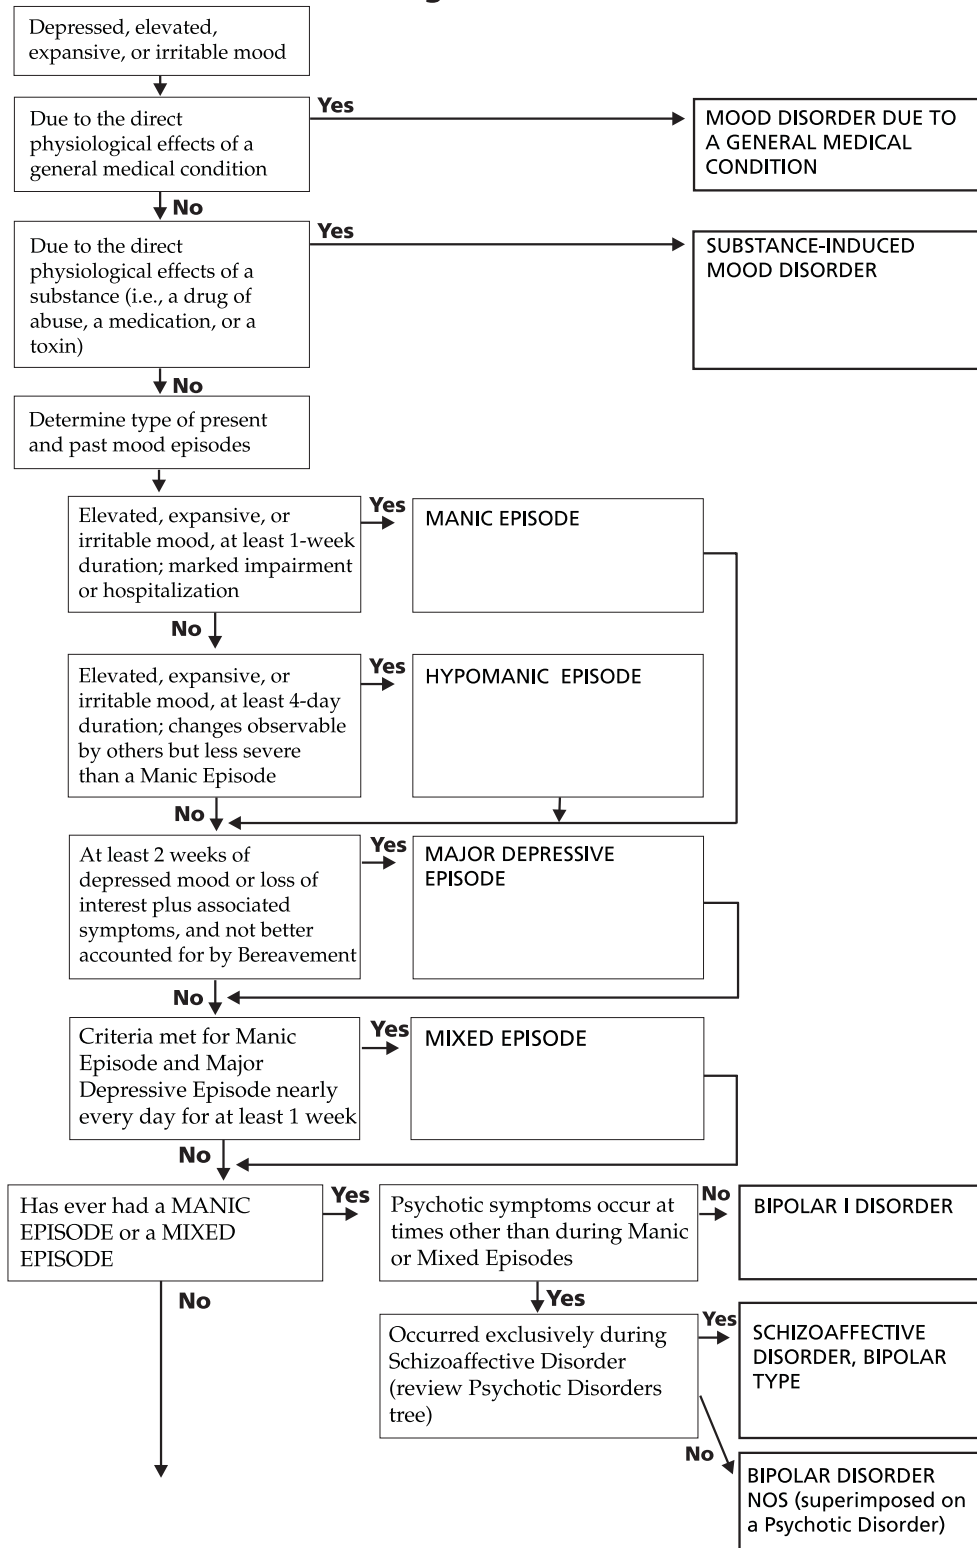 Depressed, elevated,
expansive, or irritable mood
Due to the direct
physiological effects of a
general medical condition
Yes
MOOD DISORDER DUE TO
A GENERAL MEDICAL
CONDITION
No
Due to the direct
physiological effects of a
substance (i.e., a drug of
abuse, a medication, or a
toxin)
Yes
SUBSTANCE-INDUCED
MOOD DISORDER
No
Determine type of present
and past mood episodes
Elevated, expansive, or
irritable mood, at least 1-week
duration; marked impairment
or hospitalization
Yes
MANIC EPISODE
No
Elevated, expansive, or
irritable mood, at least 4-day
duration; changes observable
by others but less severe
than a Manic Episode
Yes
HYPOMANIC EPISODE
No
At least 2 weeks of
depressed mood or loss of
interest plus associated
symptoms, and not better
accounted for by Bereavement
Yes
MAJOR DEPRESSIVE
EPISODE
No
Criteria met for Manic
Episode and Major
Depressive Episode nearly
every day for at least 1 week
Yes
MIXED EPISODE
No
Has ever had a MANIC
EPISODE or a MIXED
EPISODE
Yes
Psychotic symptoms occur at
times other than during Manic
or Mixed Episodes
No
BIPOLAR I DISORDER
No
Yes
Occurred exclusively during
Schizoaffective Disorder
(review Psychotic Disorders
tree)
Yes
SCHIZOAFFECTIVE
DISORDER, BIPOLAR
TYPE
No
BIPOLAR DISORDER
NOS (superimposed on
a Psychotic Disorder)